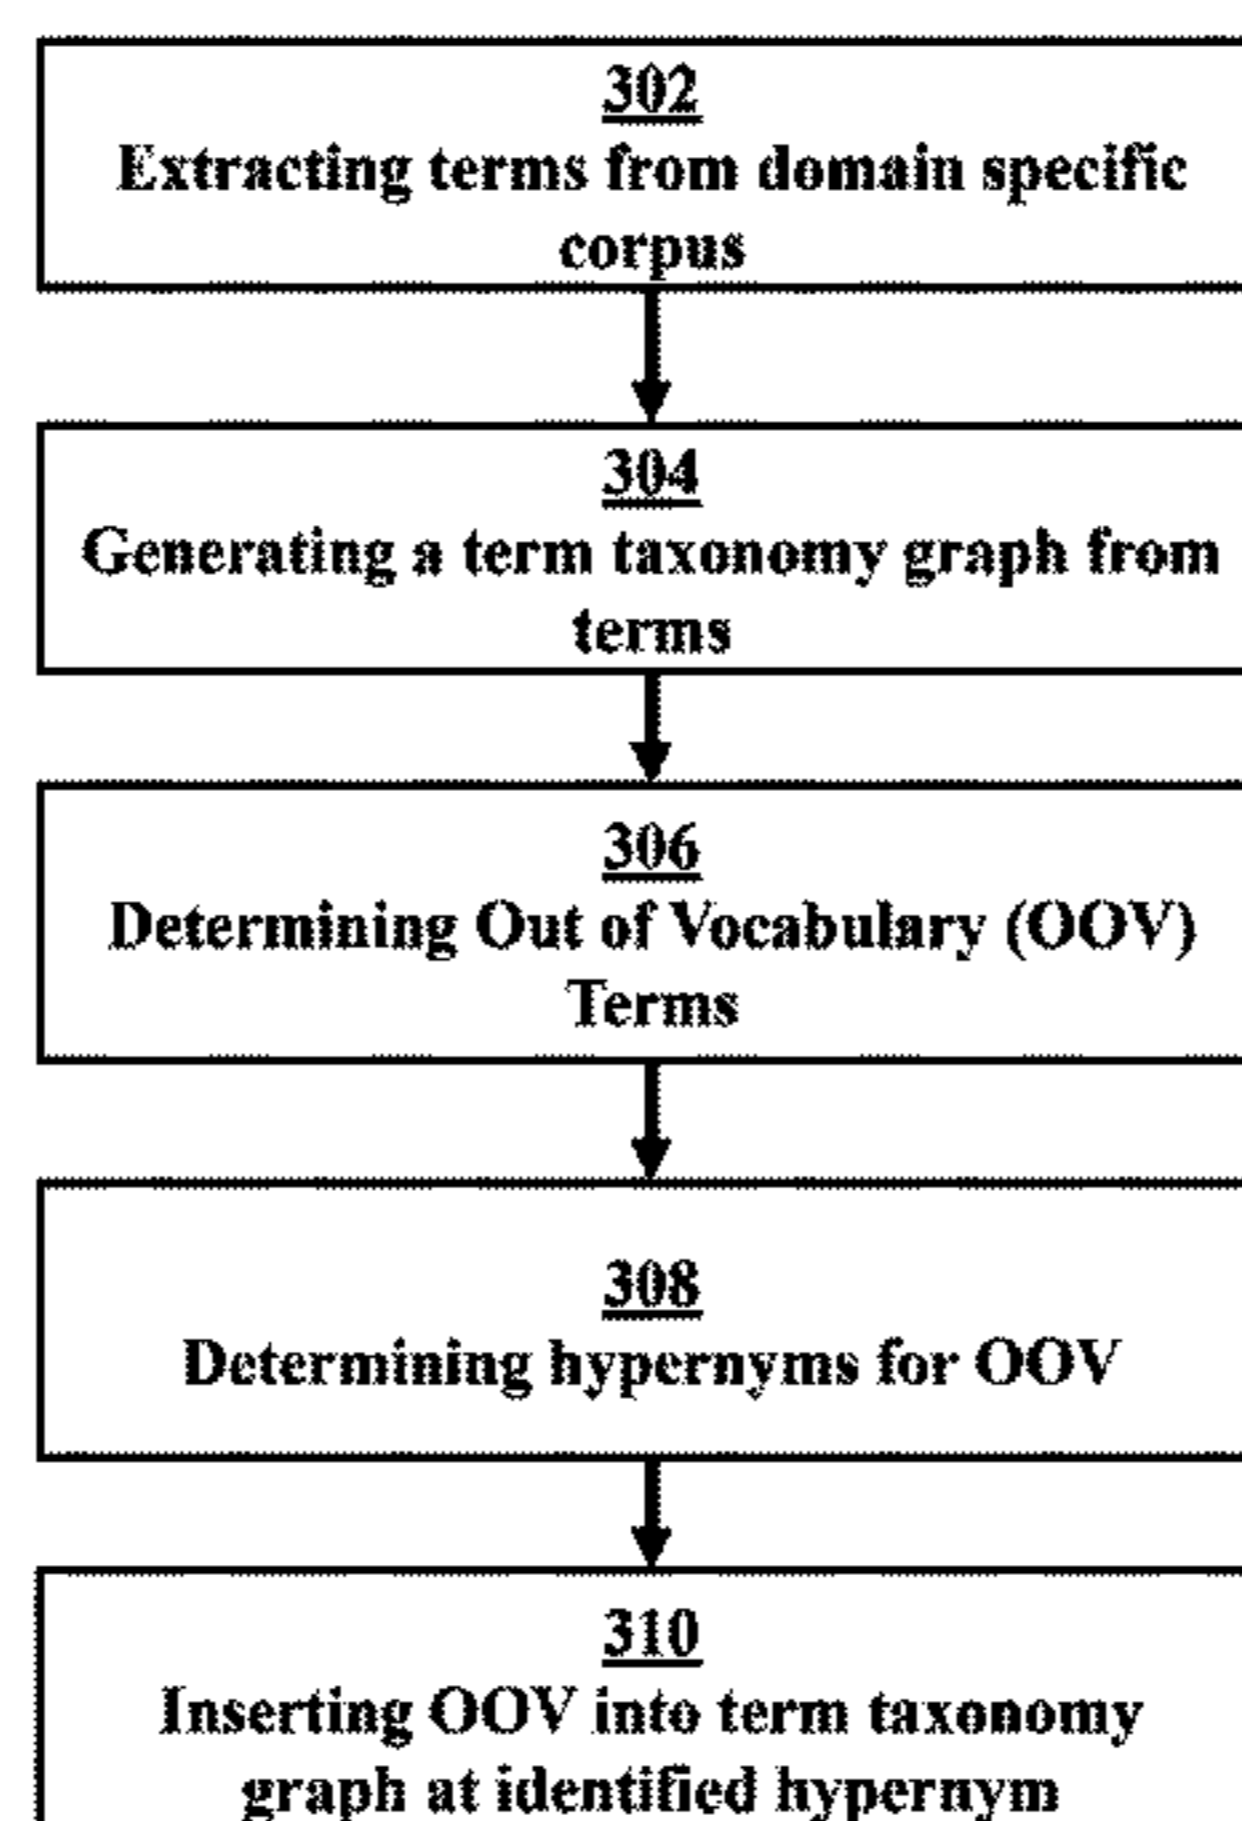 302
Extracting terms from domain specific
corpus
304
Generating a term taxonomy graph from
terms
306
Determining Out of Vocabulary (OOV)
Terms
308
Determining hypernyms for OOV
310
Inserting OOV into term taxonomy
graph at identified hypernym